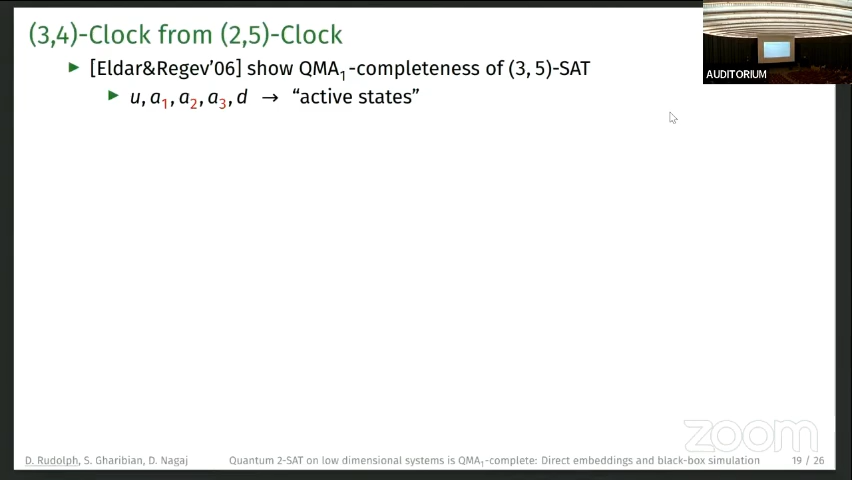 (3,4)-Clock from (2,5)-Clock
▶ [Eldar&Regev’06] show QMA₁-completeness of (3, 5)-SAT
▶ u, a₁, a₂, a₃, d → “active states”
AUDITORIUM
zoom
D. Rudolph, S. Gharibian, D. Nagaj Quantum 2-SAT on low dimensional systems is QMA₁-complete: Direct embeddings and black-box simulation 19 / 26